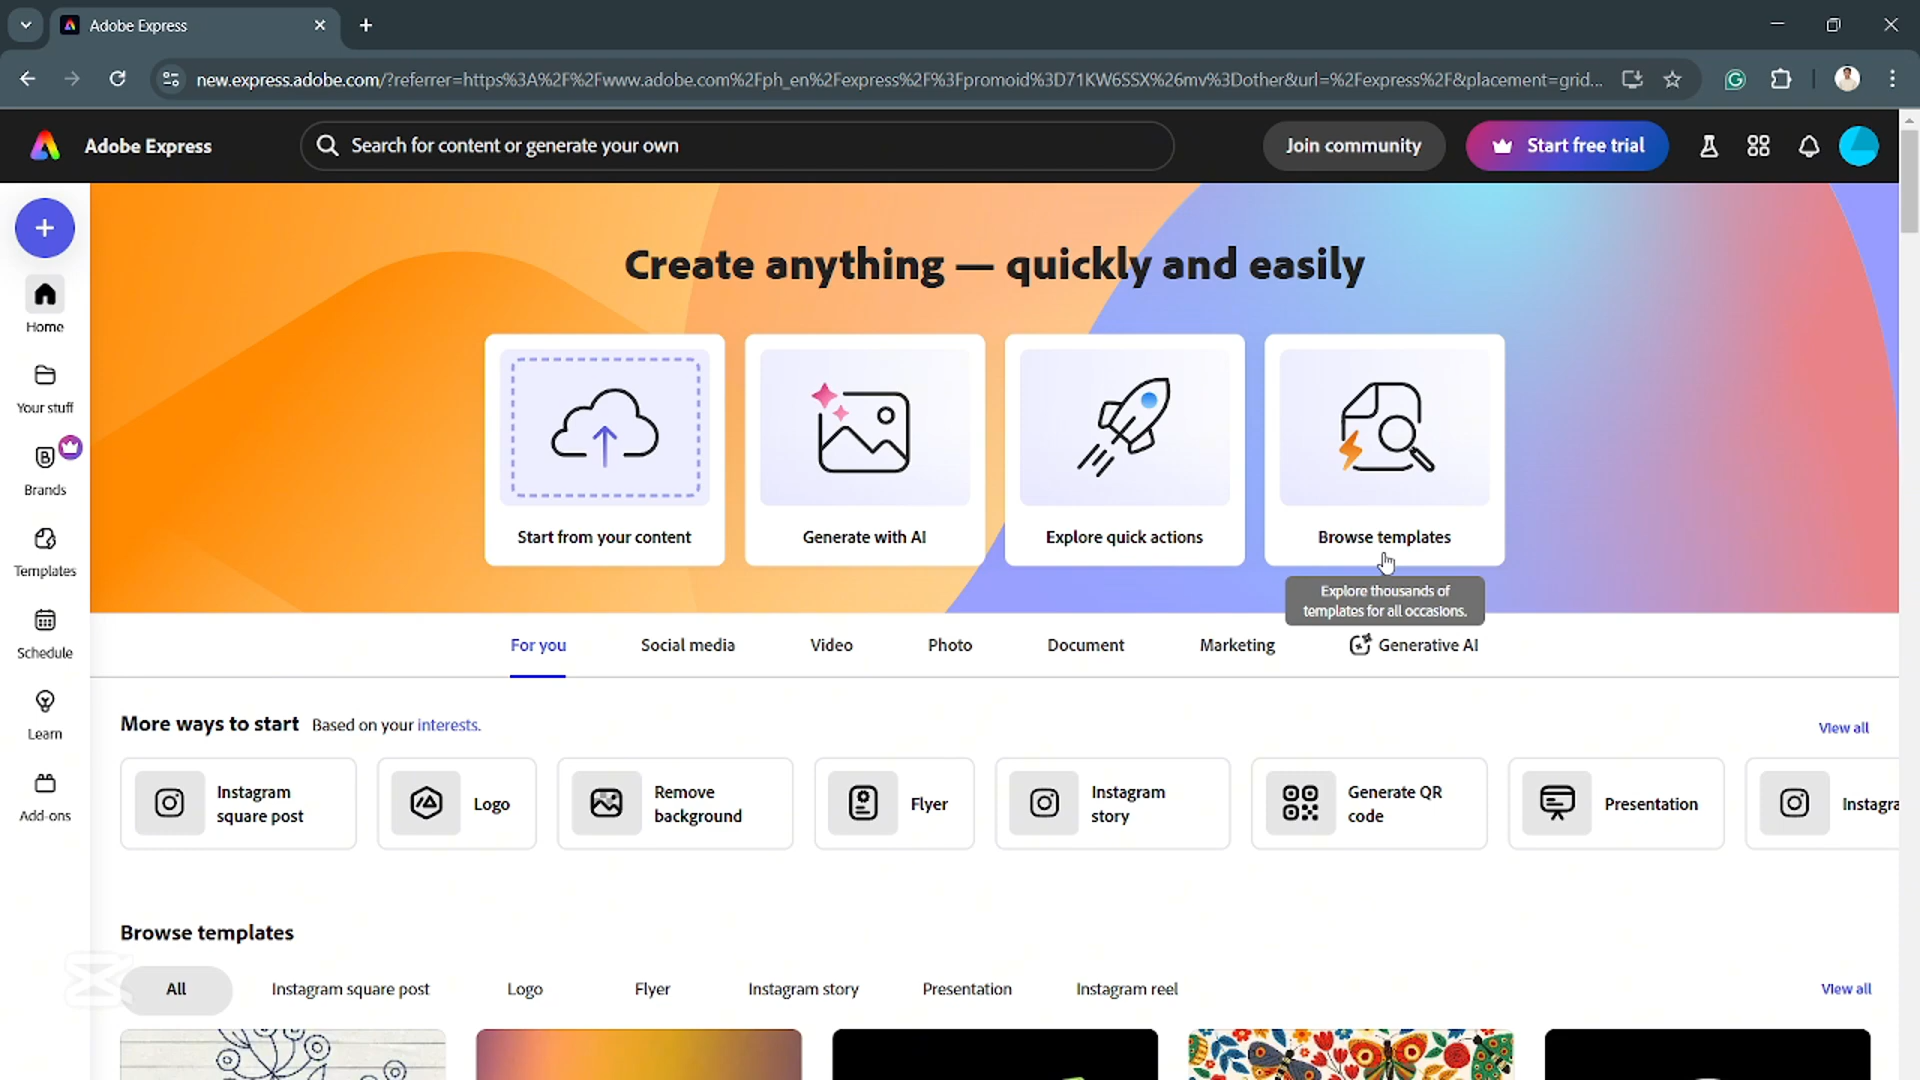 Adobe Express
new.express.adobe.com/?referrer=https%3A%2F%2Fwww.adobe.com%2Fph_en%2Fexpress%2F%3Fpromoid%3D71KW6SSX%26mv%3Dother&url=%2Fexpress%2F&placement=grid...
Adobe Express
Search for content or generate your own
Join community
Start free trial
Home
Your stuff
Brands
Templates
Schedule
Learn
Add-ons
Create anything — quickly and easily
Start from your content
Generate with AI
Explore quick actions
Browse templates
Explore thousands of
templates for all occasions.
For you
Social media
Video
Photo
Document
Marketing
Generative AI
More ways to start Based on your interests.
View all
Instagram
square post
Logo
Remove
background
Flyer
Instagram
story
Generate QR
code
Presentation
Instagra
Browse templates
All
Instagram square post
Logo
Flyer
Instagram story
Presentation
Instagram reel
View all